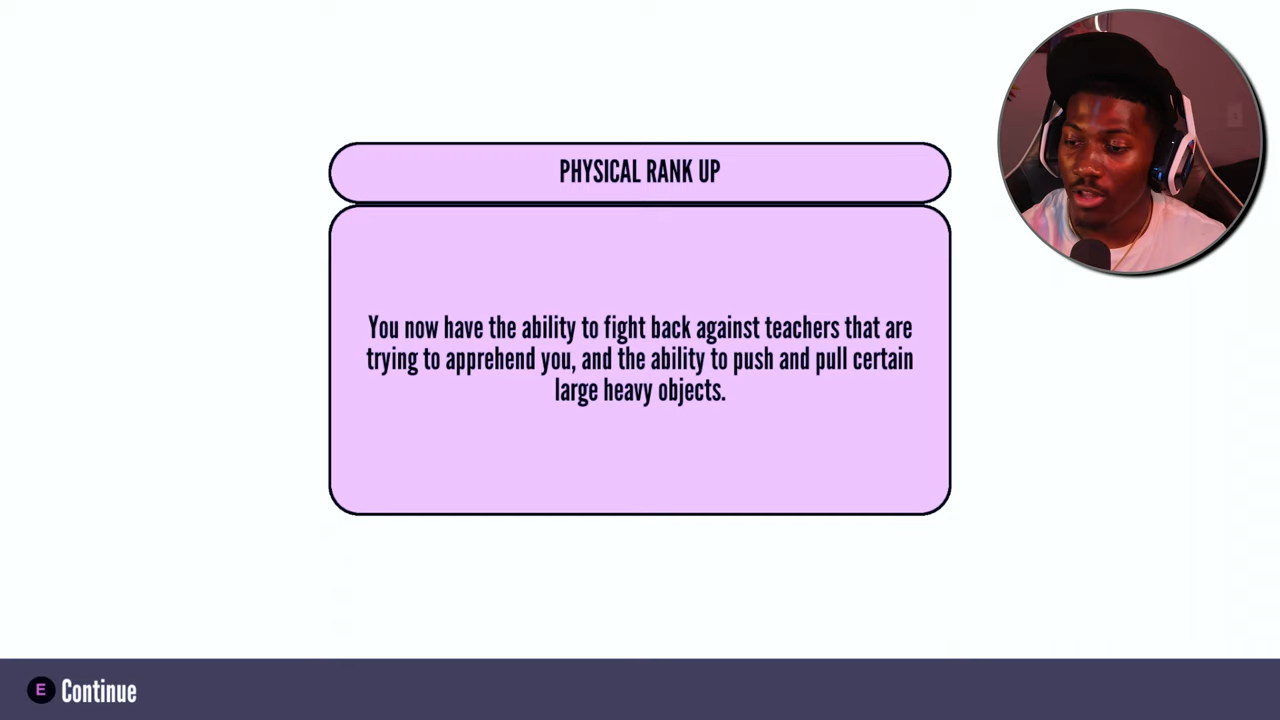 PHYSICAL RANK UP
You now have the ability to fight back against teachers that are
trying to apprehend you, and the ability to push and pull certain
large heavy objects.
E Continue